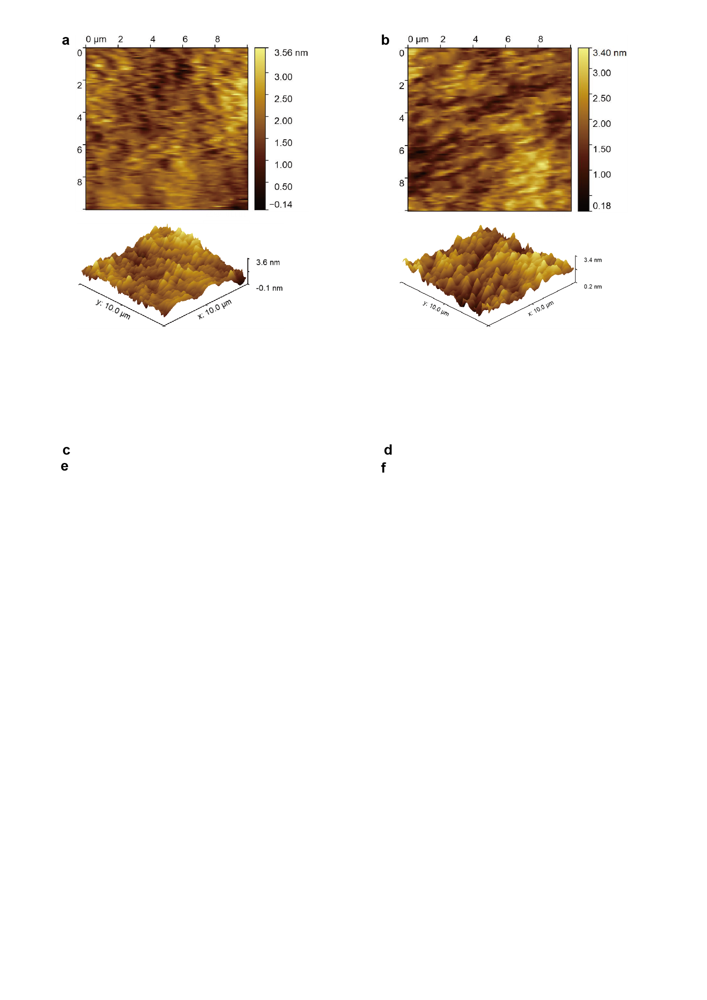 a
0 µm 2 4 6 8
0
2
4
6
8
3.56 nm
3.00
2.50
2.00
1.50
1.00
0.50
−0.14
3.6 nm
-0.1 nm
y: 10.0 µm
x: 10.0 µm
b
0 µm 2 4 6 8
0
2
4
6
8
3.40 nm
3.00
2.50
2.00
1.50
1.00
0.18
3.4 nm
0.2 nm
y: 10.0 µm
x: 10.0 µm
c
d
e
f